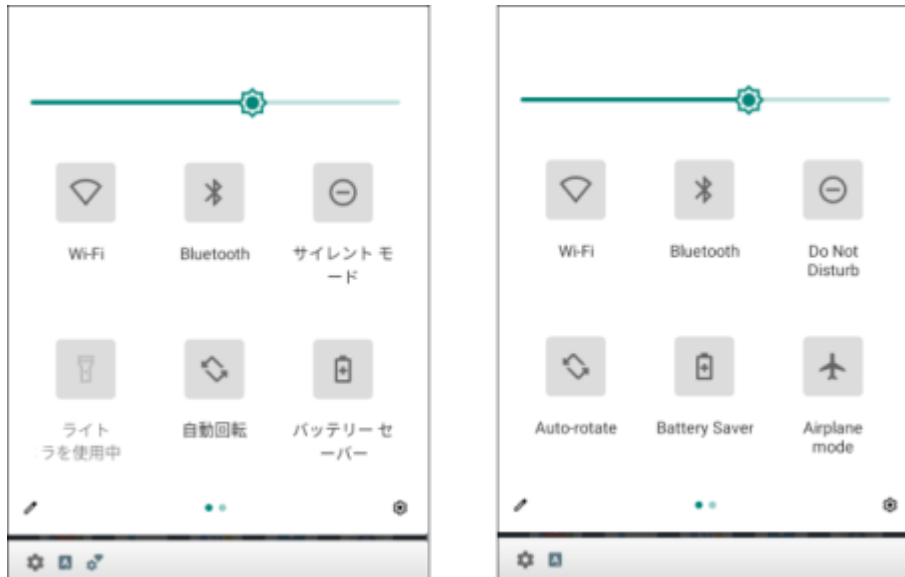 Wi-Fi
Bluetooth
サイレント モ
ード
ライト
ラを使用中
自動回転
バッテリー セ
ーバー
Wi-Fi
Bluetooth
Do Not
Disturb
Auto-rotate
Battery Saver
Airplane
mode
A
A